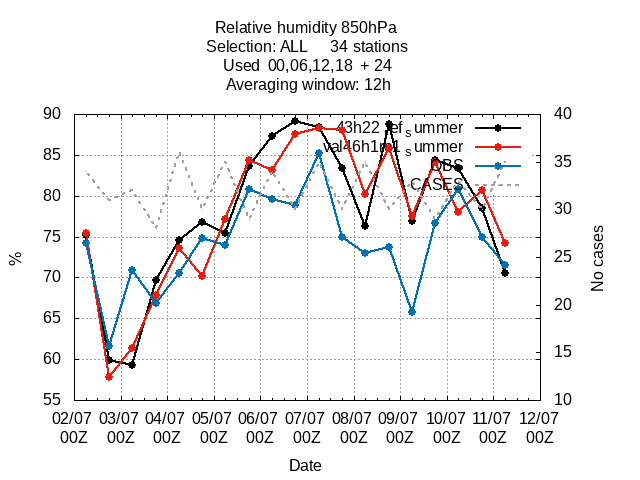 Relative humidity 850hPa
Selection: ALL 34 stations
Used 00,06,12,18 + 24
Averaging window: 12h
90
85
80
75
70
65
60
55
%
40
35
30
25
20
15
10
No cases
43h22 ref_summer
summer
OBS
CASES
02/07 03/07 04/07 05/07 06/07 07/07 08/07 09/07 10/07 11/07 12/07
00Z 00Z 00Z 00Z 00Z 00Z 00Z 00Z 00Z 00Z 00Z
Date